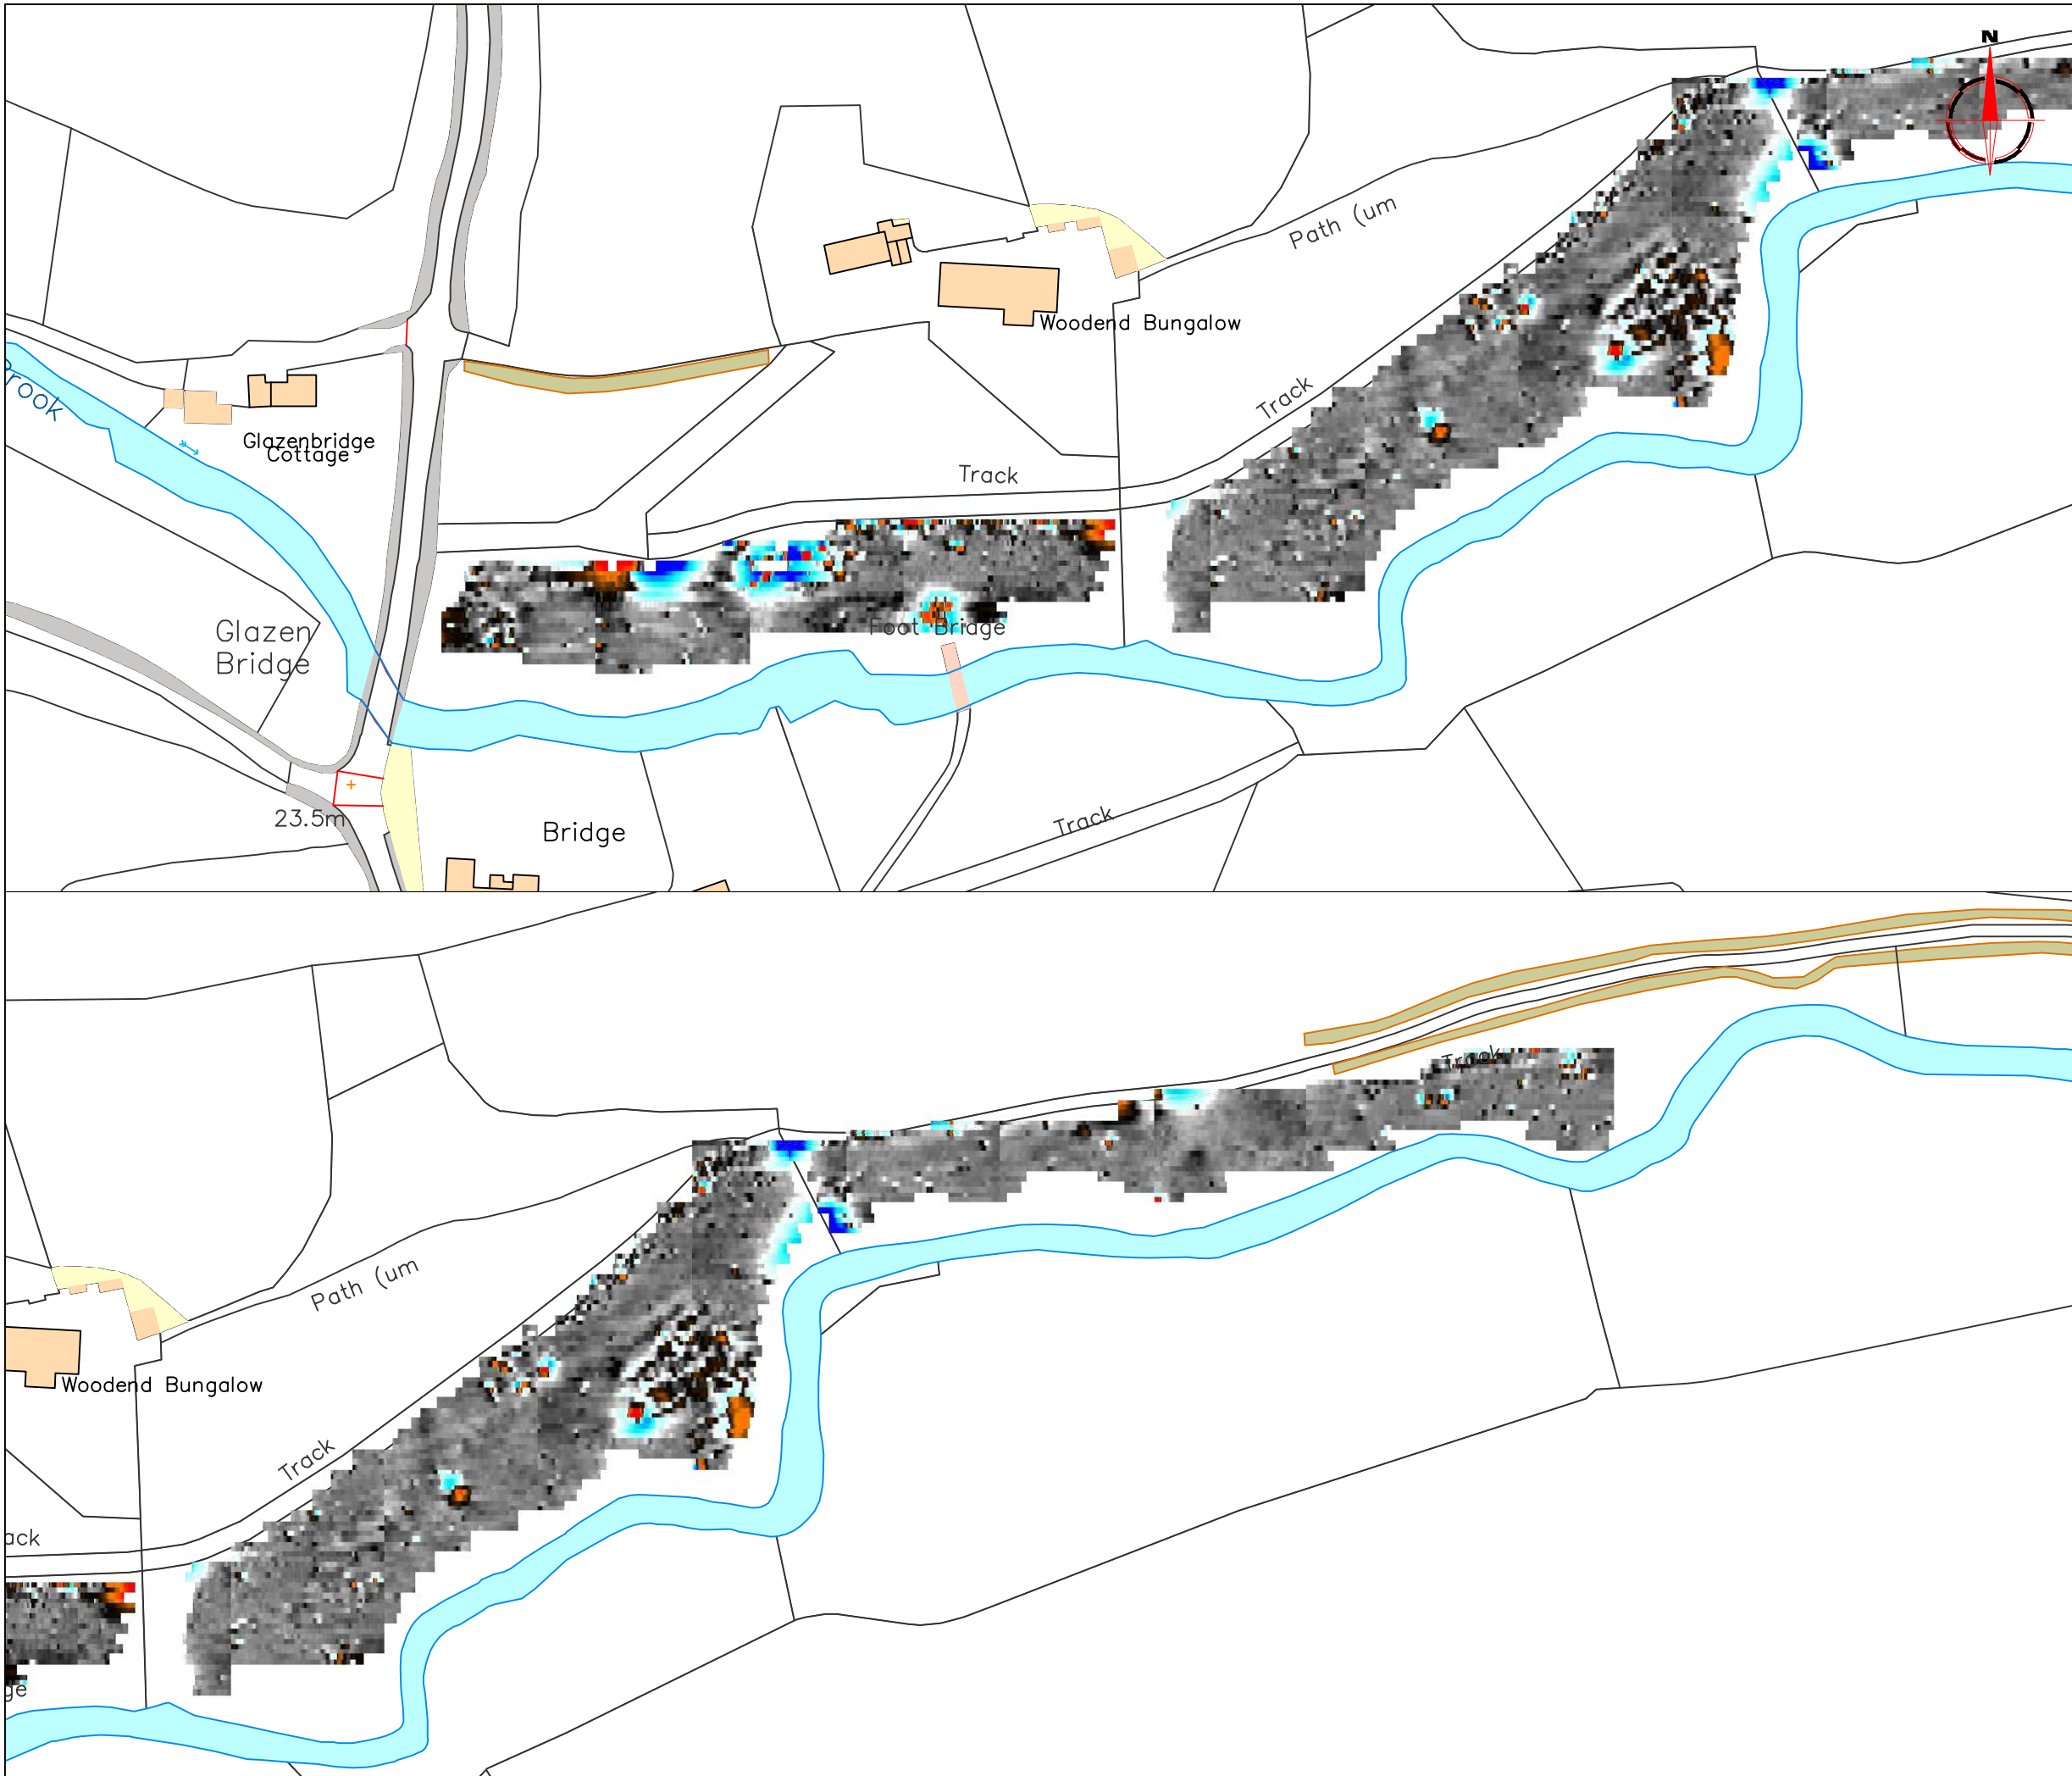 N
Path (um
Woodend Bungalow
rook
Track
Glazenbridge
Cottage
Track
Glazen
Bridge
Foot Bridge
23.5m
Track
Bridge
Track
Path (um
Woodend Bungalow
Track
ack
ge